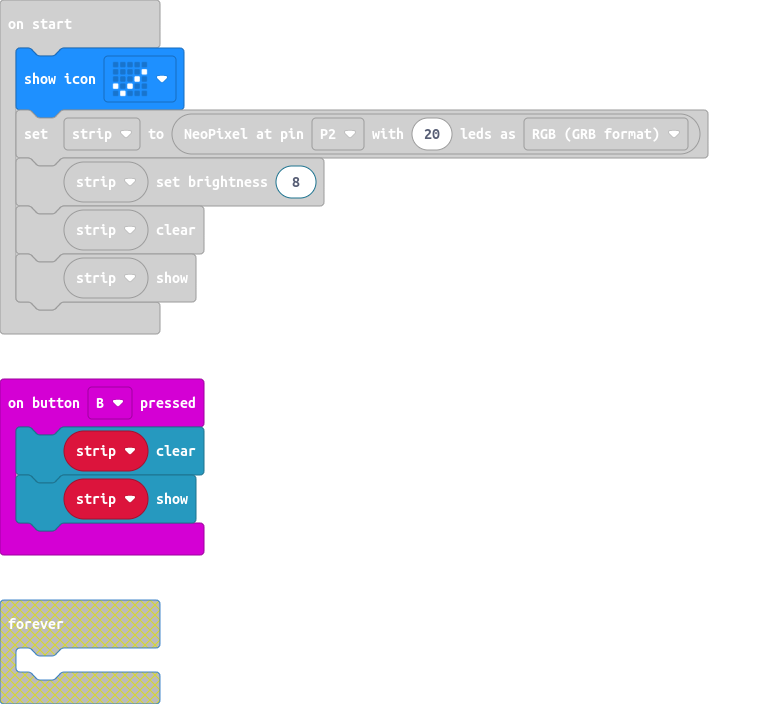 on start
show icon
set strip to NeoPixel at pin P2 with 20 leds as RGB (GRB format)
strip set brightness 8
strip clear
strip show
on button B pressed
strip clear
strip show
forever